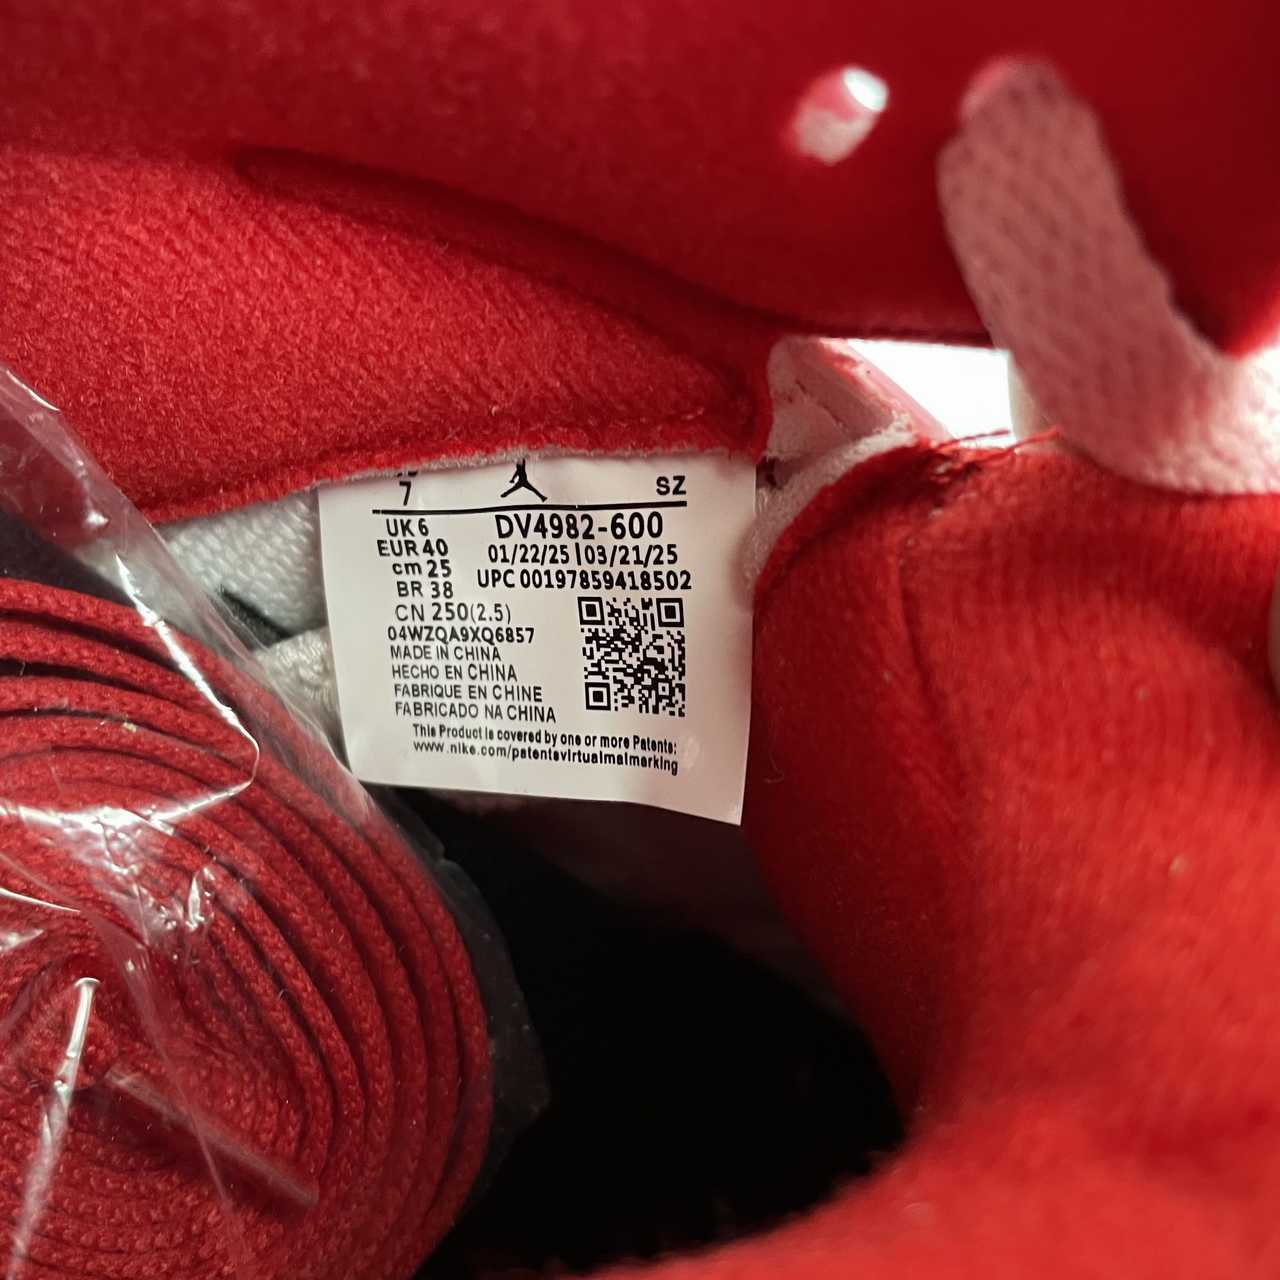 7
SZ
UK 6
DV4982-600
EUR 40
01/22/25 | 03/21/25
cm 25
UPC 00197859418502
BR 38
CN 250(2.5)
04WZQA9XQ6857
MADE IN CHINA
HECHO EN CHINA
FABRIQUE EN CHINE
FABRICADO NA CHINA
This Product is covered by one or more Patents:
www.nike.com/patentsvirtualmalmarking